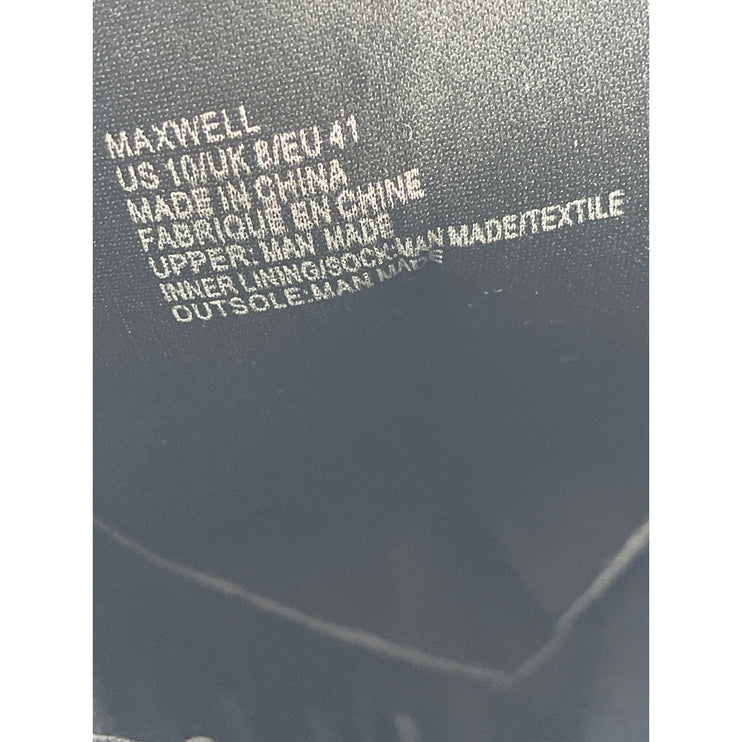 MAXWELL
US 10/UK 8/EU 41
MADE IN CHINA
FABRIQUE EN CHINE
UPPER: MAN MADE
INNER LINING/SOCK:MAN MADE/TEXTILE
OUTSOLE:MAN MADE